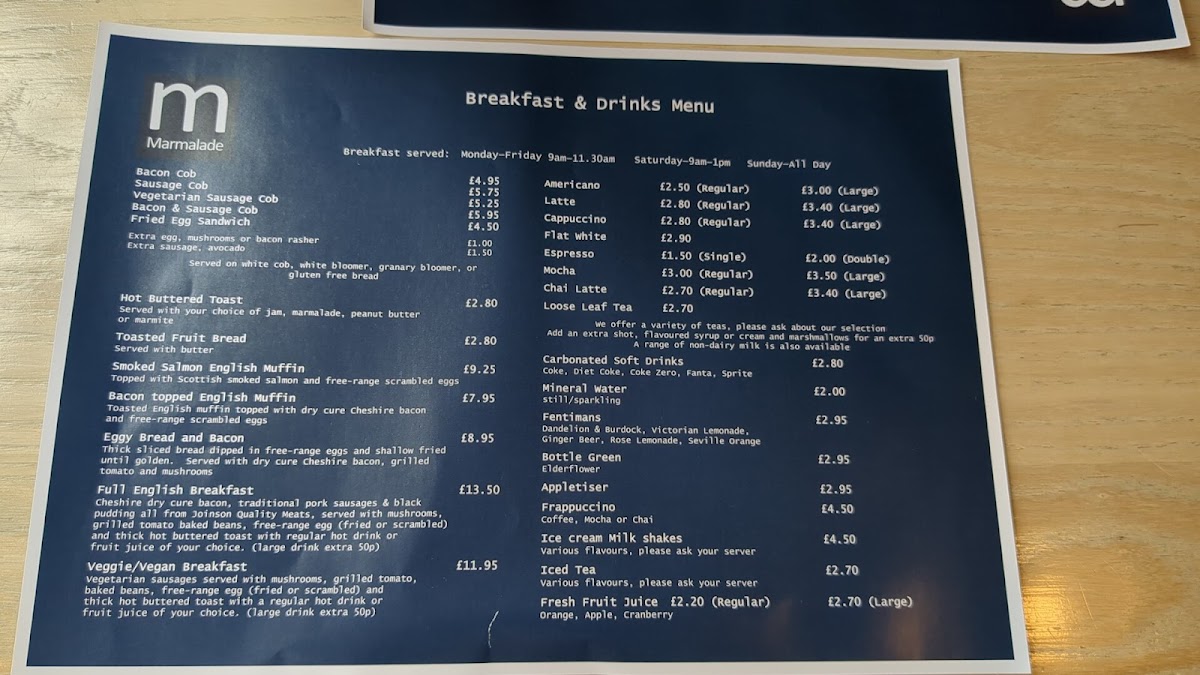 m
Marmalade
Breakfast & Drinks Menu
Breakfast served: Monday-Friday 9am-11.30am Saturday-9am-1pm Sunday-All Day
Bacon Cob £4.95
Sausage Cob £5.75
Vegetarian Sausage Cob £5.25
Bacon & Sausage Cob £5.95
Fried Egg Sandwich £4.50
Extra egg, mushrooms or bacon rasher £1.00
Extra sausage, avocado £1.50
Served on white cob, white bloomer, granary bloomer, or
gluten free bread
Hot Buttered Toast £2.80
Served with your choice of jam, marmalade, peanut butter
or marmite
Toasted Fruit Bread £2.80
Served with butter
Smoked Salmon English Muffin £9.25
Topped with Scottish smoked salmon and free-range scrambled eggs
Bacon topped English Muffin £7.95
Toasted English muffin topped with dry cure Cheshire bacon
and free-range scrambled eggs
Eggy Bread and Bacon £8.95
Thick sliced bread dipped in free-range eggs and shallow fried
until golden. Served with dry cure Cheshire bacon, grilled
tomato and mushrooms
Full English Breakfast £13.50
Cheshire dry cure bacon, traditional pork sausages & black
pudding all from Joinson Quality Meats, served with mushrooms,
grilled tomato baked beans, free-range egg (fried or scrambled)
and thick hot buttered toast with regular hot drink or
fruit juice of your choice. (large drink extra 50p)
Veggie/Vegan Breakfast £11.95
Vegetarian sausages served with mushrooms, grilled tomato,
baked beans, free-range egg (fried or scrambled) and
thick hot buttered toast with a regular hot drink or
fruit juice of your choice. (large drink extra 50p)
Americano £2.50 (Regular) £3.00 (Large)
Latte £2.80 (Regular) £3.40 (Large)
Cappuccino £2.80 (Regular) £3.40 (Large)
Flat White £2.90
Espresso £1.50 (Single) £2.00 (Double)
Mocha £3.00 (Regular) £3.50 (Large)
Chai Latte £2.70 (Regular) £3.40 (Large)
Loose Leaf Tea £2.70
We offer a variety of teas, please ask about our selection
Add an extra shot, flavoured syrup or cream and marshmallows for an extra 50p
A range of non-dairy milk is also available
Carbonated Soft Drinks £2.80
Coke, Diet Coke, Coke Zero, Fanta, Sprite
Mineral Water £2.00
still/sparkling
Fentimans £2.95
Dandelion & Burdock, Victorian Lemonade,
Ginger Beer, Rose Lemonade, Seville Orange
Bottle Green £2.95
Elderflower
Appletiser £2.95
Frappuccino £4.50
Coffee, Mocha or Chai
Ice cream Milk shakes £4.50
Various flavours, please ask your server
Iced Tea £2.70
Various flavours, please ask your server
Fresh Fruit Juice £2.20 (Regular) £2.70 (Large)
Orange, Apple, Cranberry